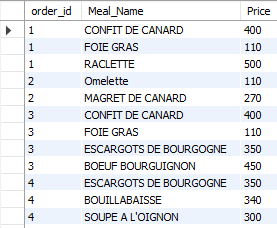 order_id Meal_Name Price
1 CONFIT DE CANARD 400
1 FOIE GRAS 110
1 RACLETTE 500
2 Omelette 110
2 MAGRET DE CANARD 270
3 CONFIT DE CANARD 400
3 FOIE GRAS 110
3 ESCARGOTS DE BOURGOGNE 350
3 BOEUF BOURGUIGNON 450
4 ESCARGOTS DE BOURGOGNE 350
4 BOUILLABAISSE 340
4 SOUPE A L'OIGNON 300